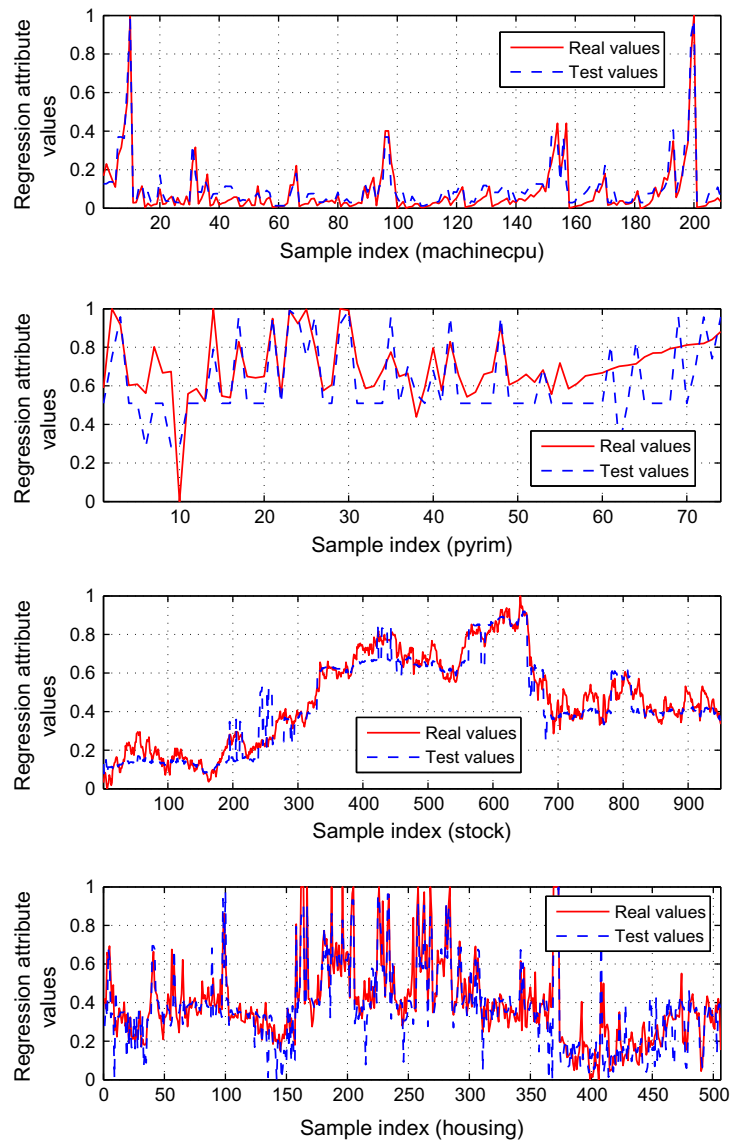 Regression attribute
values
1
0.8
0.6
0.4
0.2
0
Real values
Test values
20 40 60 80 100 120 140 160 180 200
Sample index (machinecpu)
Regression attribute
values
1
0.8
0.6
0.4
0.2
0
Real values
Test values
10 20 30 40 50 60 70
Sample index (pyrim)
Regression attribute
values
1
0.8
0.6
0.4
0.2
0
Real values
Test values
100 200 300 400 500 600 700 800 900
Sample index (stock)
Regression attribute
values
1
0.8
0.6
0.4
0.2
0
Real values
Test values
0 50 100 150 200 250 300 350 400 450 500
Sample index (housing)